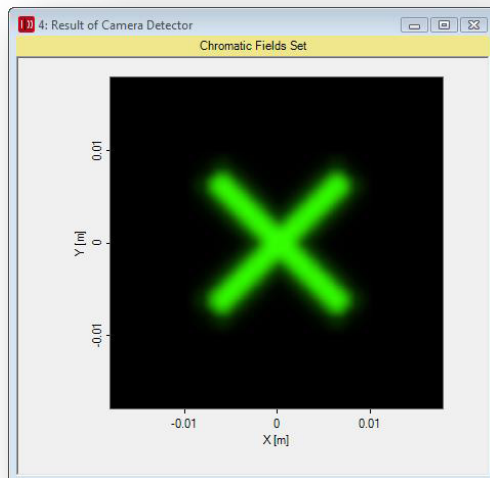 4: Result of Camera Detector
Chromatic Fields Set
0.01
0
-0.01
Y [m]
-0.01
0
0.01
X [m]